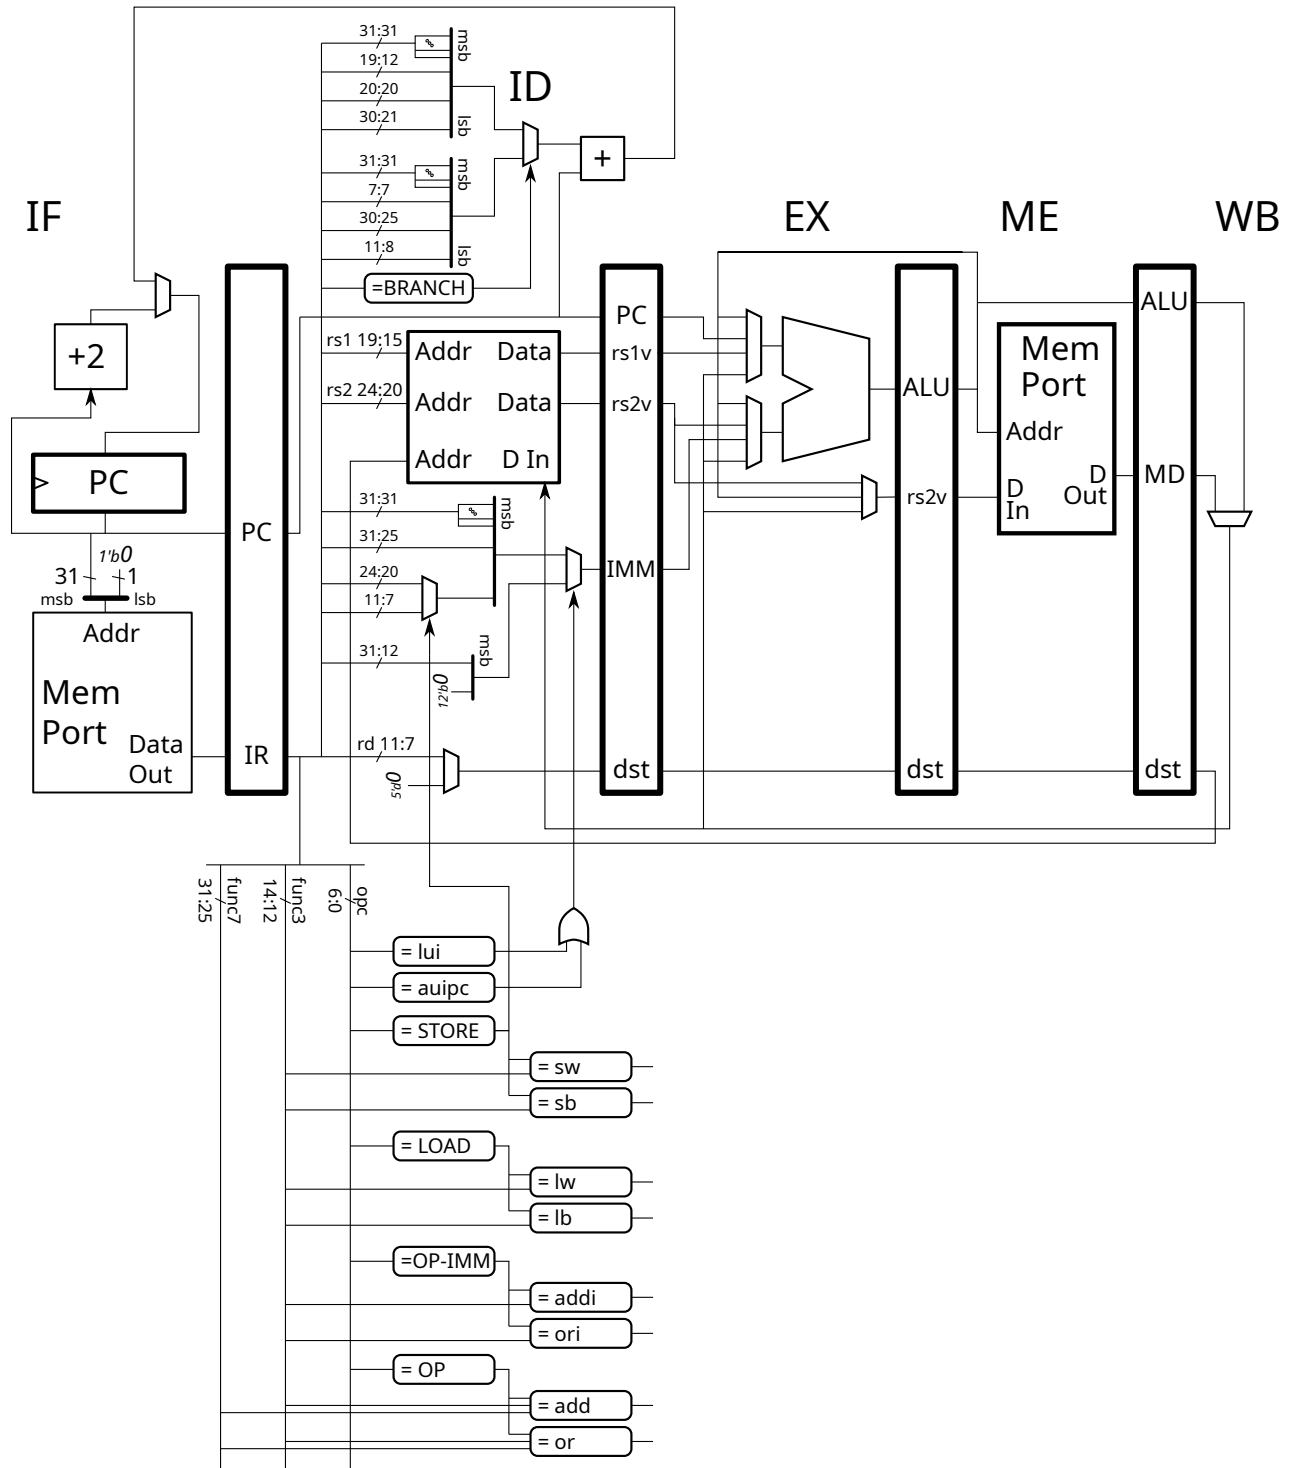 31:31
%
msb
19:12
20:20
30:21
lsb
ID
31:31
%
msb
7:7
30:25
11:8
lsb
+
=BRANCH
IF
EX
ME
WB
+2
PC
1'b0
31
1
msb
lsb
Addr
Mem
Port
Data
Out
PC
IR
rs1 19:15
rs2 24:20
Addr
Data
Addr
Data
Addr
D In
31:31
%
msb
31:25
24:20
11:7
31:12
msb
12'b0
rd 11:7
5'd0
PC
rs1v
rs2v
IMM
dst
ALU
rs2v
dst
Mem
Port
Addr
D
In
D
Out
ALU
MD
dst
func7
31:25
func3
14:12
opc
6:0
= lui
= auipc
= STORE
= sw
= sb
= LOAD
= lw
= lb
=OP-IMM
= addi
= ori
= OP
= add
= or